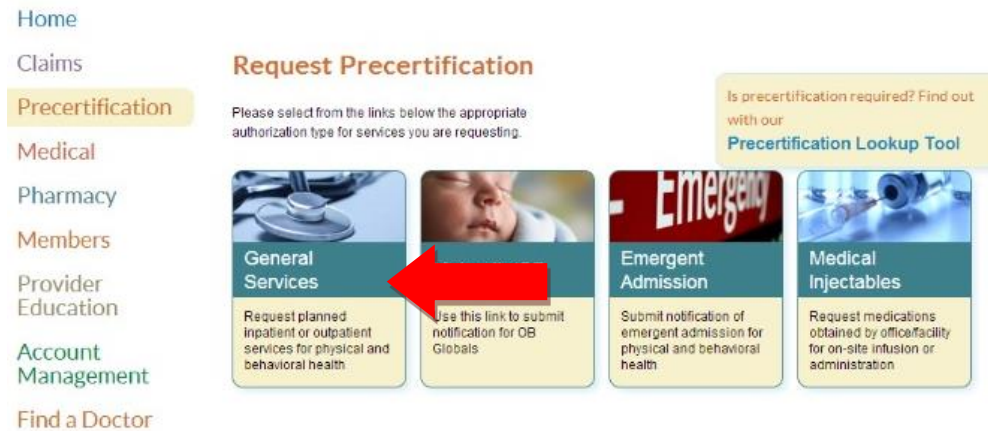 Home
Claims
Precertification
Medical
Pharmacy
Members
Provider
Education
Account
Management
Find a Doctor
Request Precertification
Please select from the links below the appropriate
authorization type for services you are requesting.
Is precertification required? Find out
with our
Precertification Lookup Tool
General
Services
Request planned
inpatient or outpatient
services for physical and
behavioral health
Use this link to submit
notification for OB
Globals
Emergency
Emergent
Admission
Submit notification of
emergent admission for
physical and behavioral
health
Medical
Injectables
Request medications
obtained by office/facility
for on-site infusion or
administration